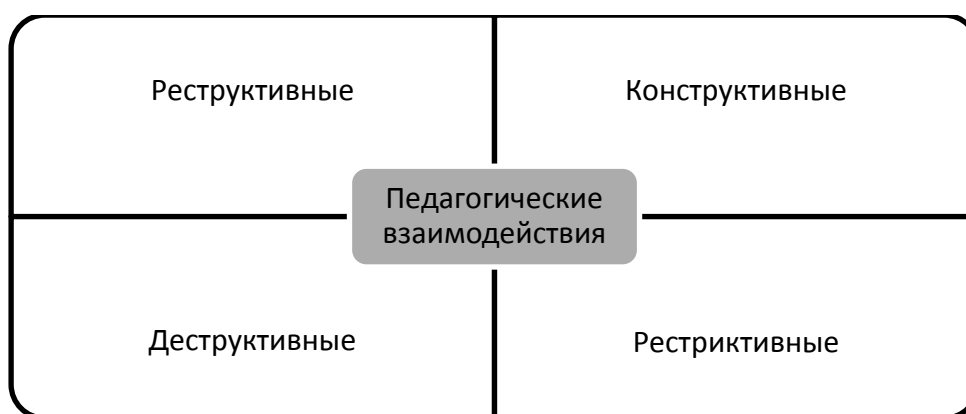 Реструктивные
Конструктивные
Педагогические
взаимодействия
Деструктивные
Рестриктивные